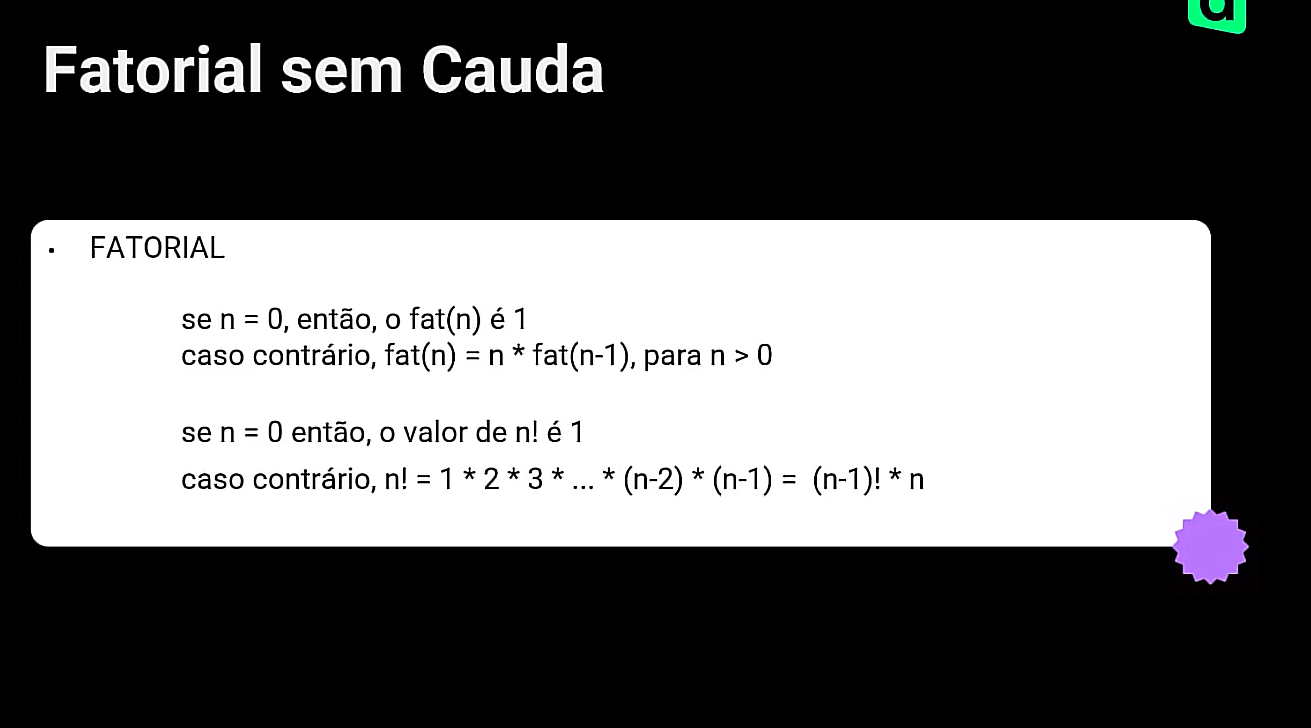 Fatorial sem Cauda
• FATORIAL
se n = 0, então, o fat(n) é 1
caso contrário, fat(n) = n * fat(n-1), para n > 0
se n = 0 então, o valor de n! é 1
caso contrário, n! = 1 * 2 * 3 * ... * (n-2) * (n-1) = (n-1)! * n